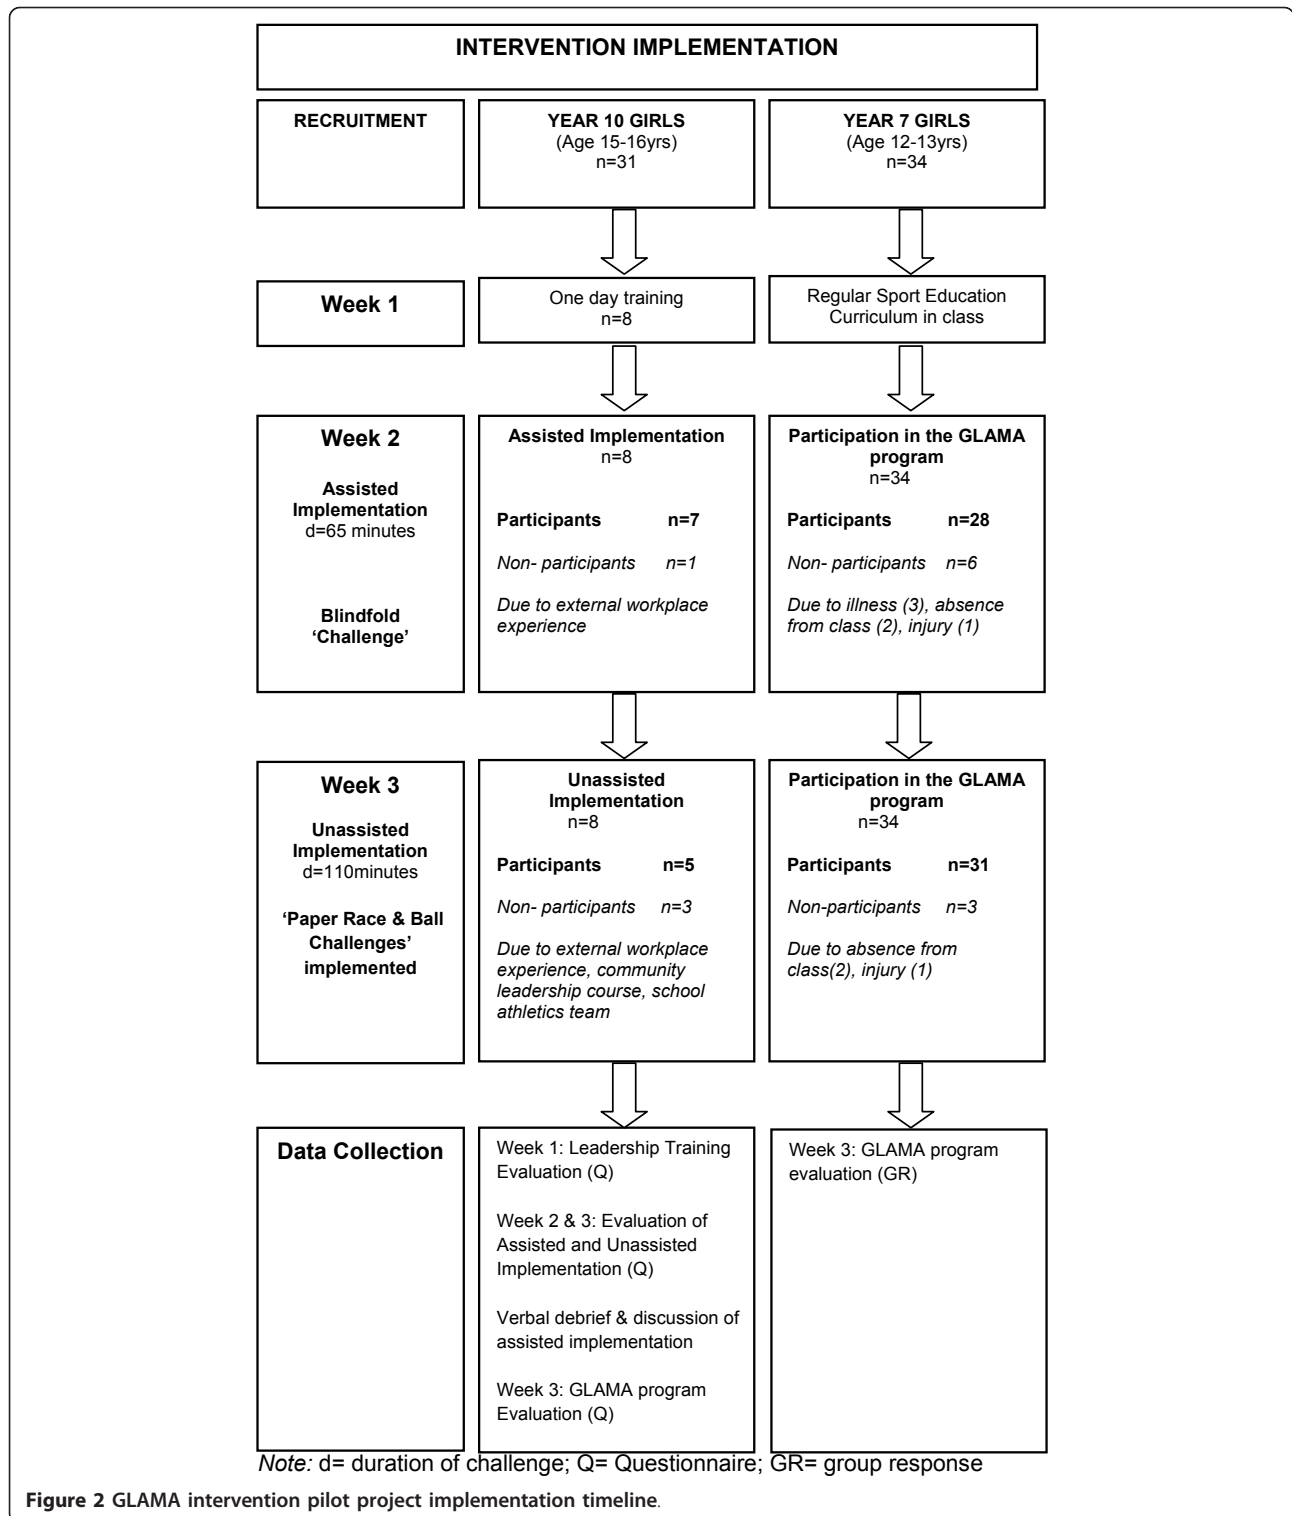 INTERVENTION IMPLEMENTATION
RECRUITMENT
YEAR 10 GIRLS
(Age 15-16yrs)
n=31
YEAR 7 GIRLS
(Age 12-13yrs)
n=34
Week 1
One day training
n=8
Regular Sport Education
Curriculum in class
Week 2
Assisted
Implementation
d=65 minutes
Blindfold
‘Challenge’
Assisted Implementation
n=8
Participants n=7
Non- participants n=1
Due to external workplace
experience
Participation in the GLAMA
program
n=34
Participants n=28
Non- participants n=6
Due to illness (3), absence
from class (2), injury (1)
Week 3
Unassisted
Implementation
d=110minutes
‘Paper Race & Ball
Challenges’
implemented
Unassisted
Implementation
n=8
Participants n=5
Non- participants n=3
Due to external workplace
experience, community
leadership course, school
athletics team
Participation in the GLAMA
program
n=34
Participants n=31
Non-participants n=3
Due to absence from
class(2), injury (1)
Data Collection
Week 1: Leadership Training
Evaluation (Q)
Week 2 & 3: Evaluation of
Assisted and Unassisted
Implementation (Q)
Verbal debrief & discussion of
assisted implementation
Week 3: GLAMA program
Evaluation (Q)
Week 3: GLAMA program
evaluation (GR)
Note: d= duration of challenge; Q= Questionnaire; GR= group response
Figure 2 GLAMA intervention pilot project implementation timeline.